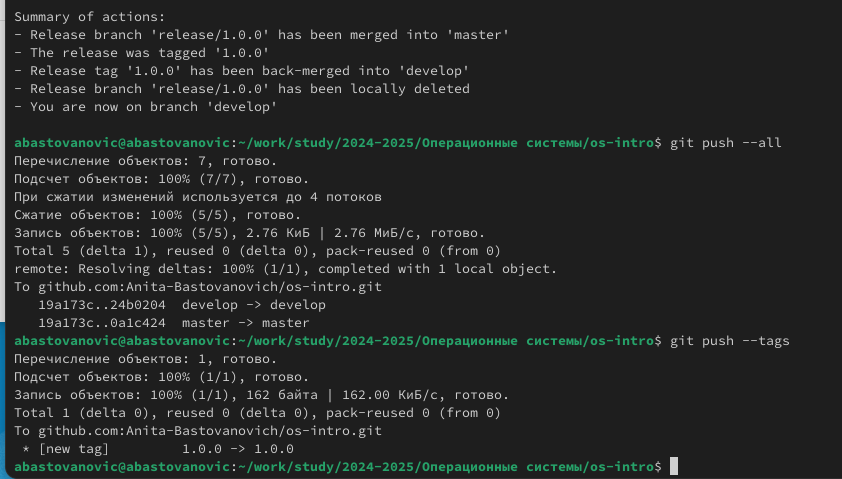 Summary of actions:
- Release branch 'release/1.0.0' has been merged into 'master'
- The release was tagged '1.0.0'
- Release tag '1.0.0' has been back-merged into 'develop'
- Release branch 'release/1.0.0' has been locally deleted
- You are now on branch 'develop'
abastovanovic@abastovanovic:~/work/study/2024-2025/Операционные системы/os-intro$ git push --all
Перечисление объектов: 7, готово.
Подсчет объектов: 100% (7/7), готово.
При сжатии изменений используется до 4 потоков
Сжатие объектов: 100% (5/5), готово.
Запись объектов: 100% (5/5), 2.76 КиБ | 2.76 МиБ/с, готово.
Total 5 (delta 1), reused 0 (delta 0), pack-reused 0 (from 0)
remote: Resolving deltas: 100% (1/1), completed with 1 local object.
To github.com:Anita-Bastovanovich/os-intro.git
   19a173c..24b0204  develop -> develop
   19a173c..0a1c424  master -> master
abastovanovic@abastovanovic:~/work/study/2024-2025/Операционные системы/os-intro$ git push --tags
Перечисление объектов: 1, готово.
Подсчет объектов: 100% (1/1), готово.
Запись объектов: 100% (1/1), 162 байта | 162.00 КиБ/с, готово.
Total 1 (delta 0), reused 0 (delta 0), pack-reused 0 (from 0)
To github.com:Anita-Bastovanovich/os-intro.git
 * [new tag]         1.0.0 -> 1.0.0
abastovanovic@abastovanovic:~/work/study/2024-2025/Операционные системы/os-intro$